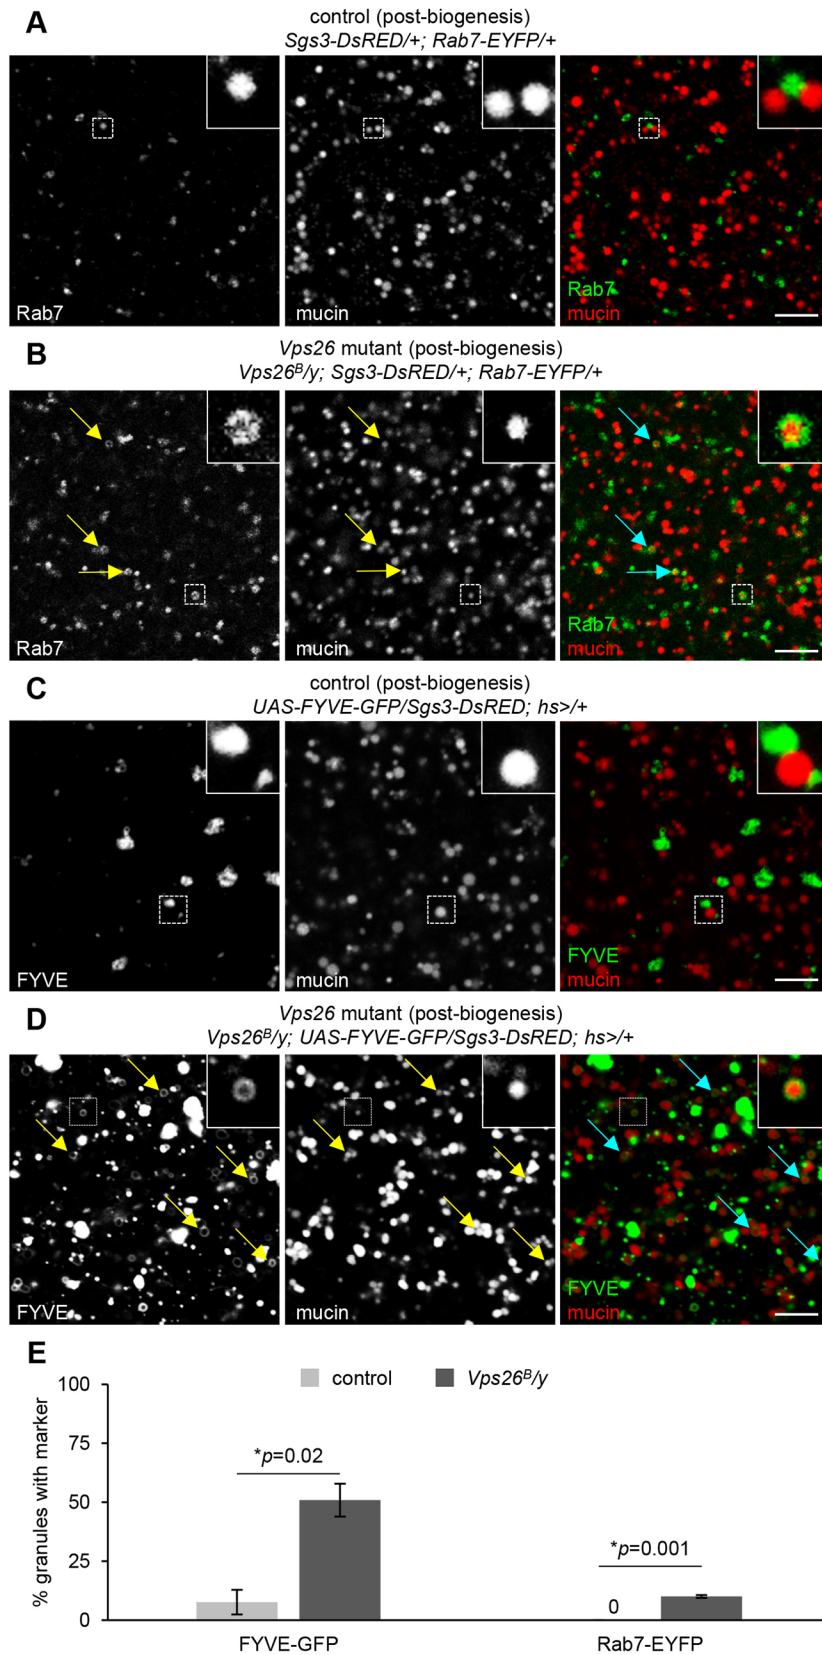 A
control (post-biogenesis)
Sgs3-DsRED/+; Rab7-EYFP/+
Rab7
mucin
Rab7
mucin
B
Vps26 mutant (post-biogenesis)
Vps26ᴮ/y; Sgs3-DsRED/+; Rab7-EYFP/+
Rab7
mucin
Rab7
mucin
C
control (post-biogenesis)
UAS-FYVE-GFP/Sgs3-DsRED; hs>/+
FYVE
mucin
FYVE
mucin
D
Vps26 mutant (post-biogenesis)
Vps26ᴮ/y; UAS-FYVE-GFP/Sgs3-DsRED; hs>/+
FYVE
mucin
FYVE
mucin
E
control
Vps26ᴮ/y
% granules with marker
100
75
50
25
0
*p=0.02
*p=0.001
0
FYVE-GFP
Rab7-EYFP